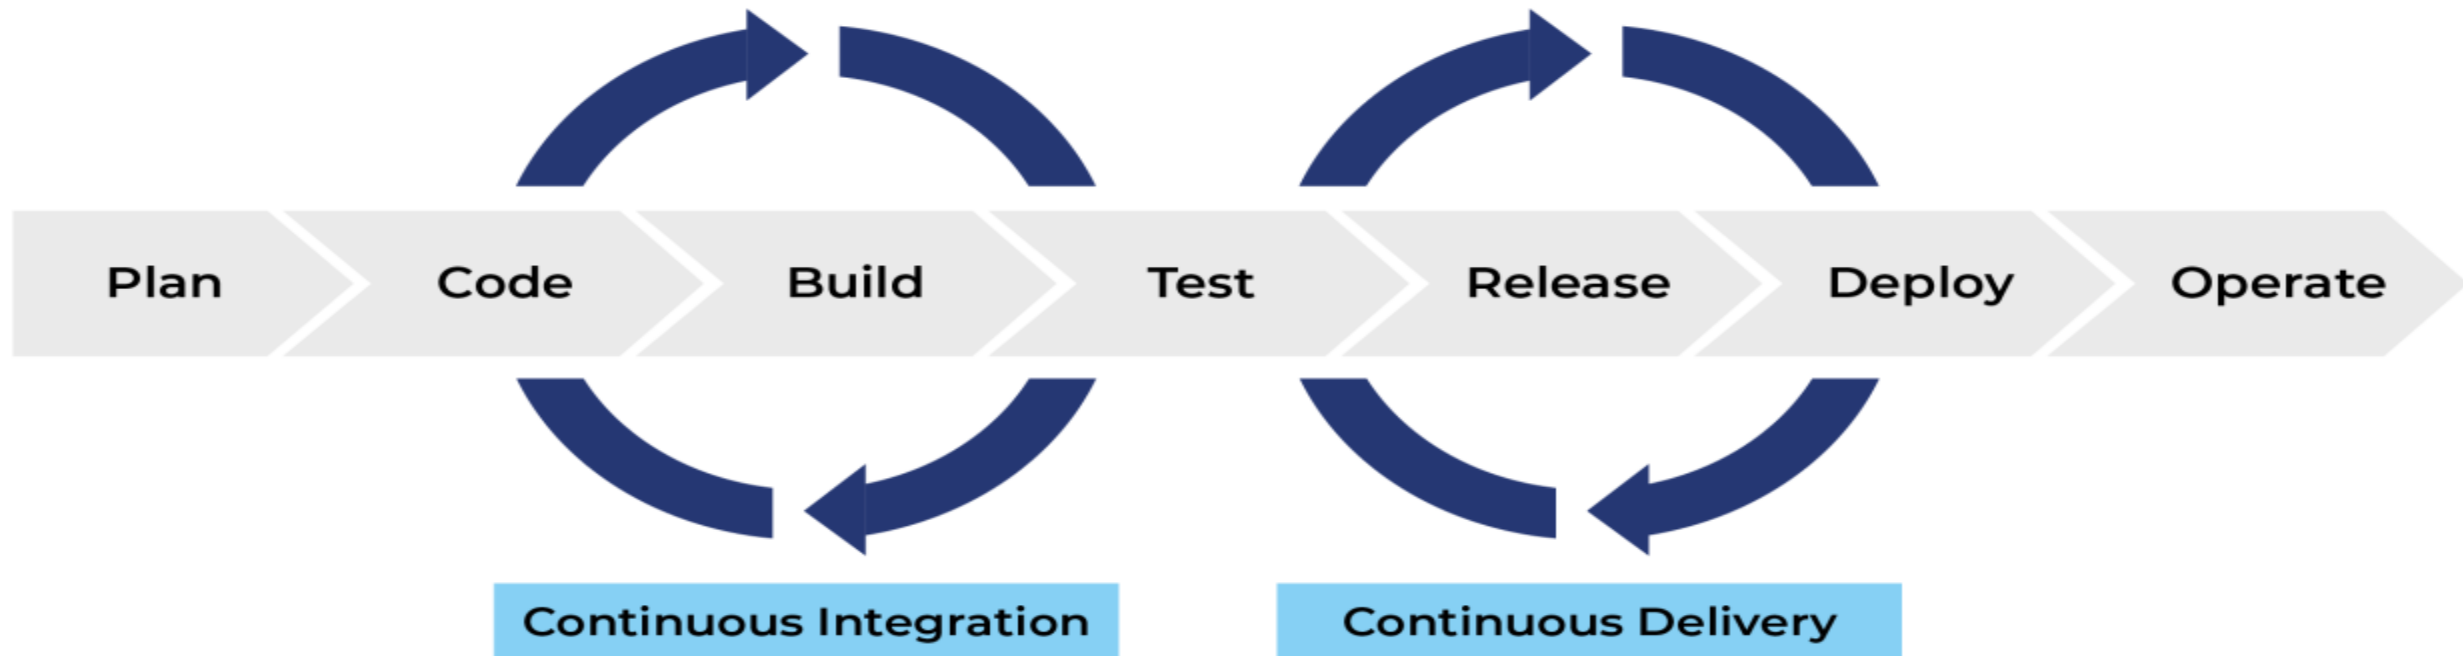 Plan
Code
Build
Test
Release
Deploy
Operate
Continuous Integration
Continuous Delivery